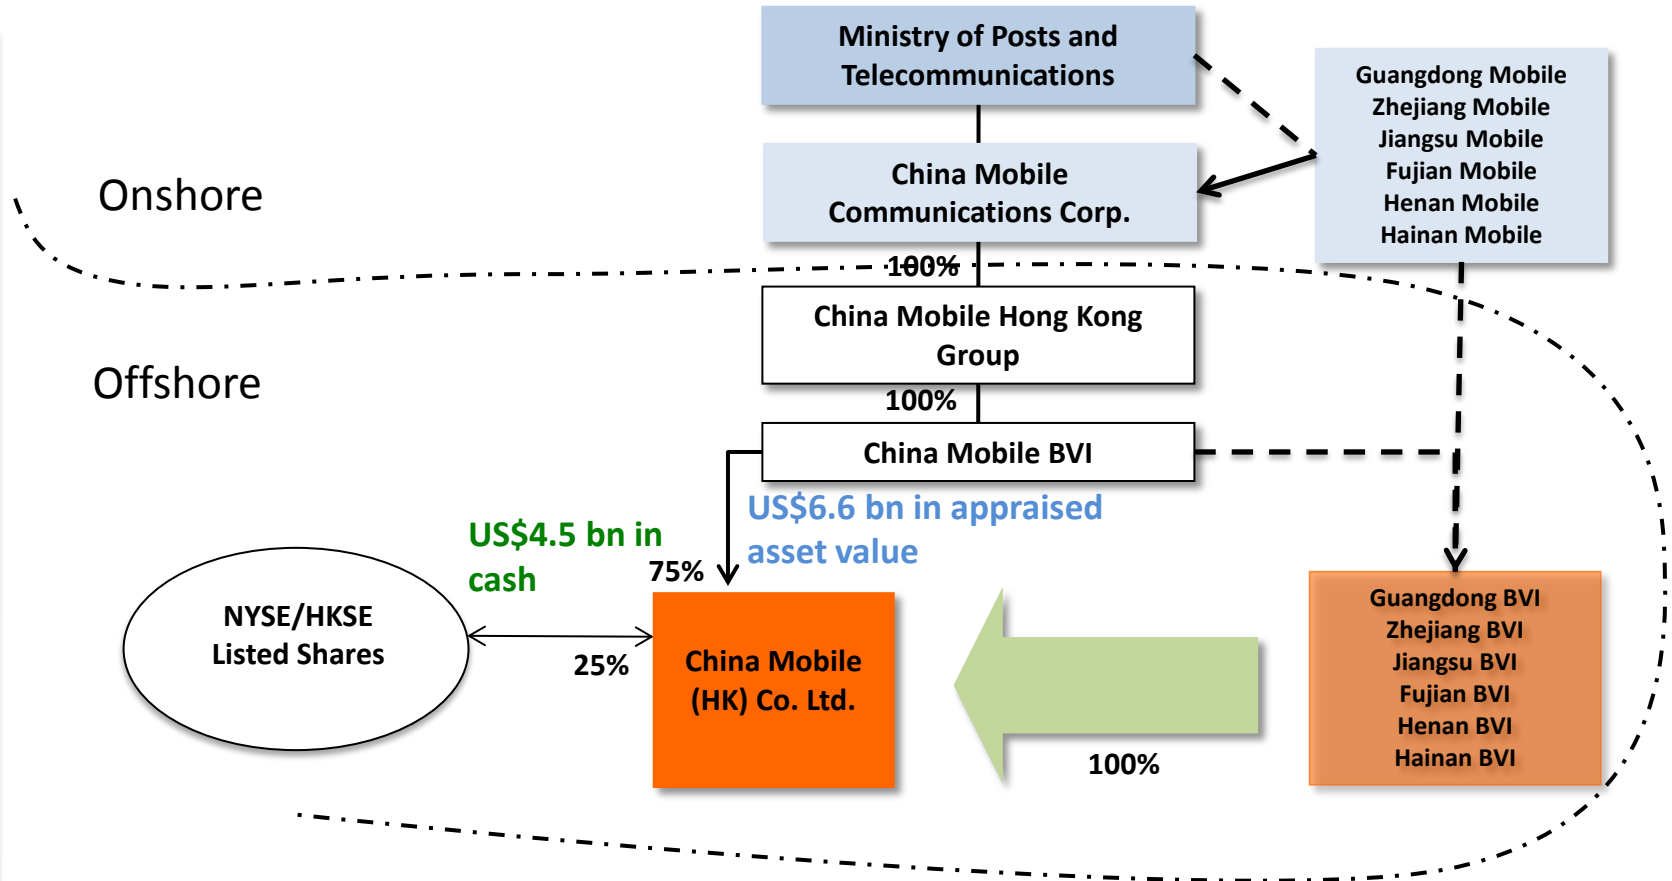 Ministry of Posts and
Telecommunications
Guangdong Mobile
Zhejiang Mobile
Jiangsu Mobile
Fujian Mobile
Henan Mobile
Hainan Mobile
Onshore
China Mobile
Communications Corp.
100%
China Mobile Hong Kong
Group
Offshore
100%
China Mobile BVI
US$6.6 bn in appraised
asset value
US$4.5 bn in
cash
75%
NYSE/HKSE
Listed Shares
25%
China Mobile
(HK) Co. Ltd.
100%
Guangdong BVI
Zhejiang BVI
Jiangsu BVI
Fujian BVI
Henan BVI
Hainan BVI